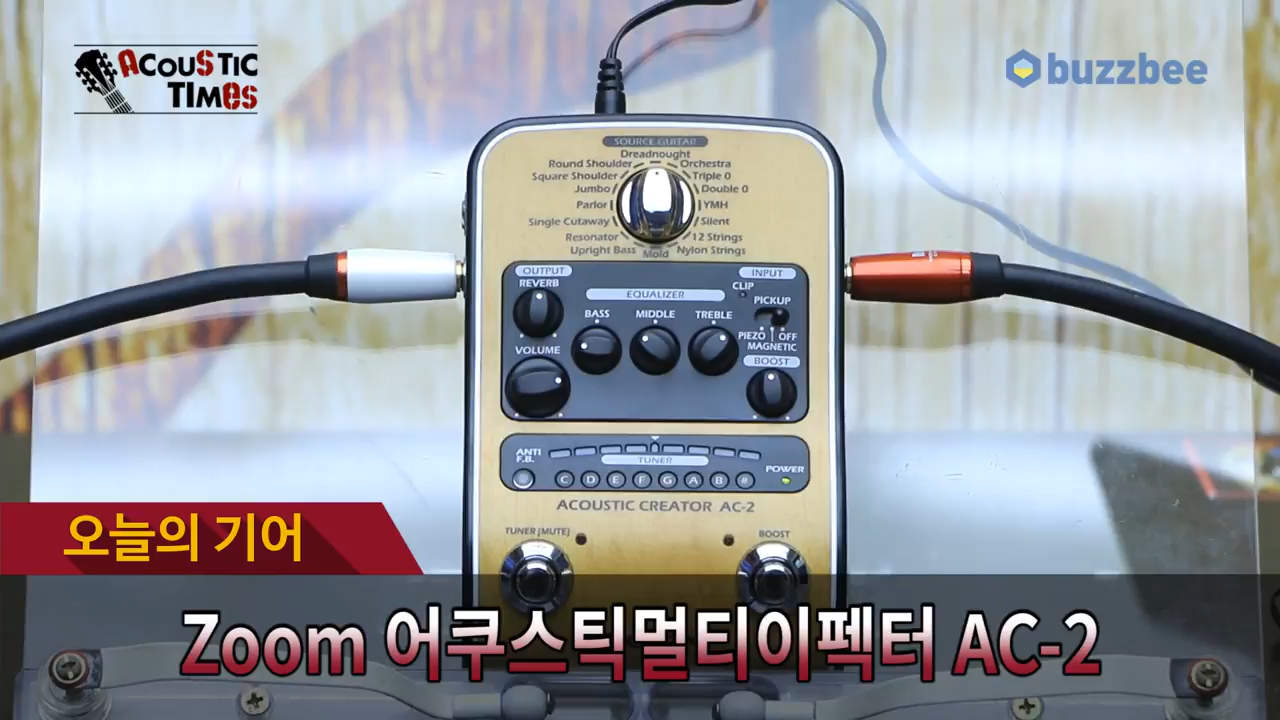 ACOUSTIC
TIMES
buzzbee
SOURCE GUITAR
Dreadnought
Round Shoulder
Orchestra
Square Shoulder
Triple 0
Jumbo
Double 0
Parlor
YMH
Single Cutaway
Silent
Resonator
12 Strings
Upright Bass
Mold
Nylon Strings
OUTPUT
INPUT
REVERB
CLIP
EQUALIZER
PICKUP
BASS
MIDDLE
TREBLE
PIEZO
OFF
MAGNETIC
VOLUME
BOOST
ANTI
F.B.
TUNER
POWER
C D E F G A B #
ACOUSTIC CREATOR AC-2
TUNER [MUTE]
BOOST
오늘의 기어
Zoom 어쿠스틱멀티이펙터 AC-2